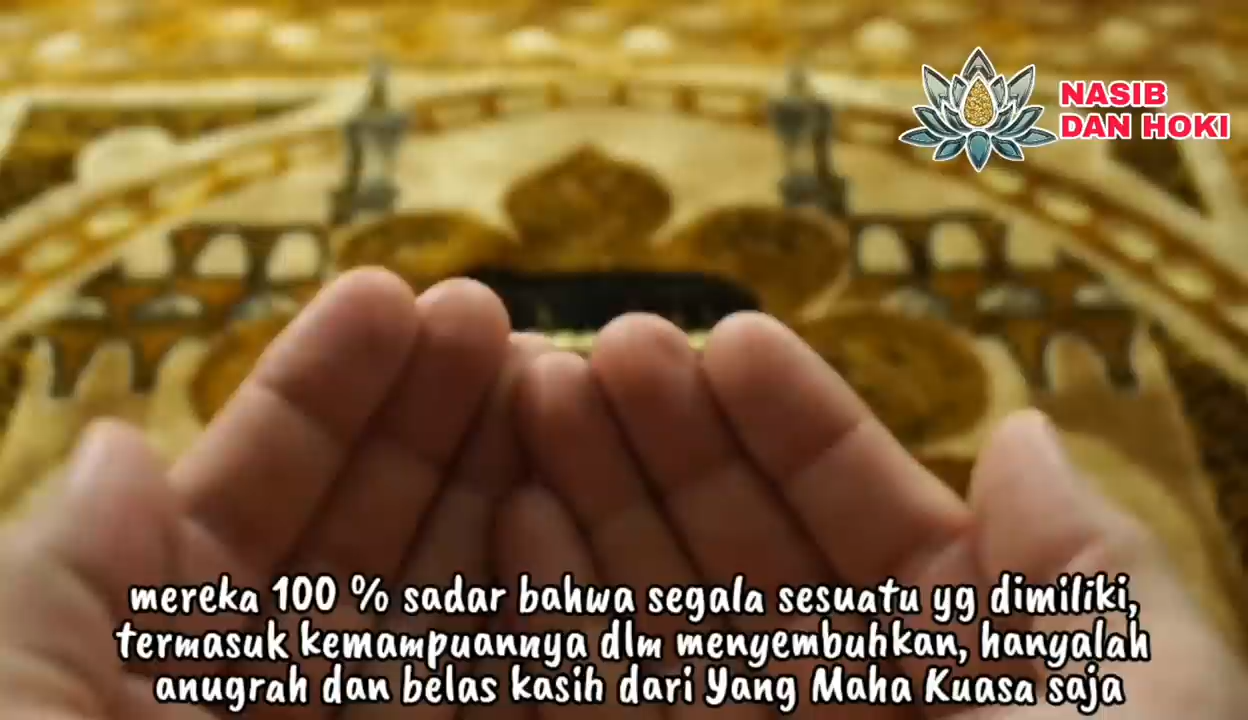 NASIB
DAN HOKI
mereka 100 % sadar bahwa segala sesuatu yg dimiliki,
termasuk kemampuannya dlm menyembuhkan, hanyalah
anugrah dan belas kasih dari Yang Maha Kuasa saja